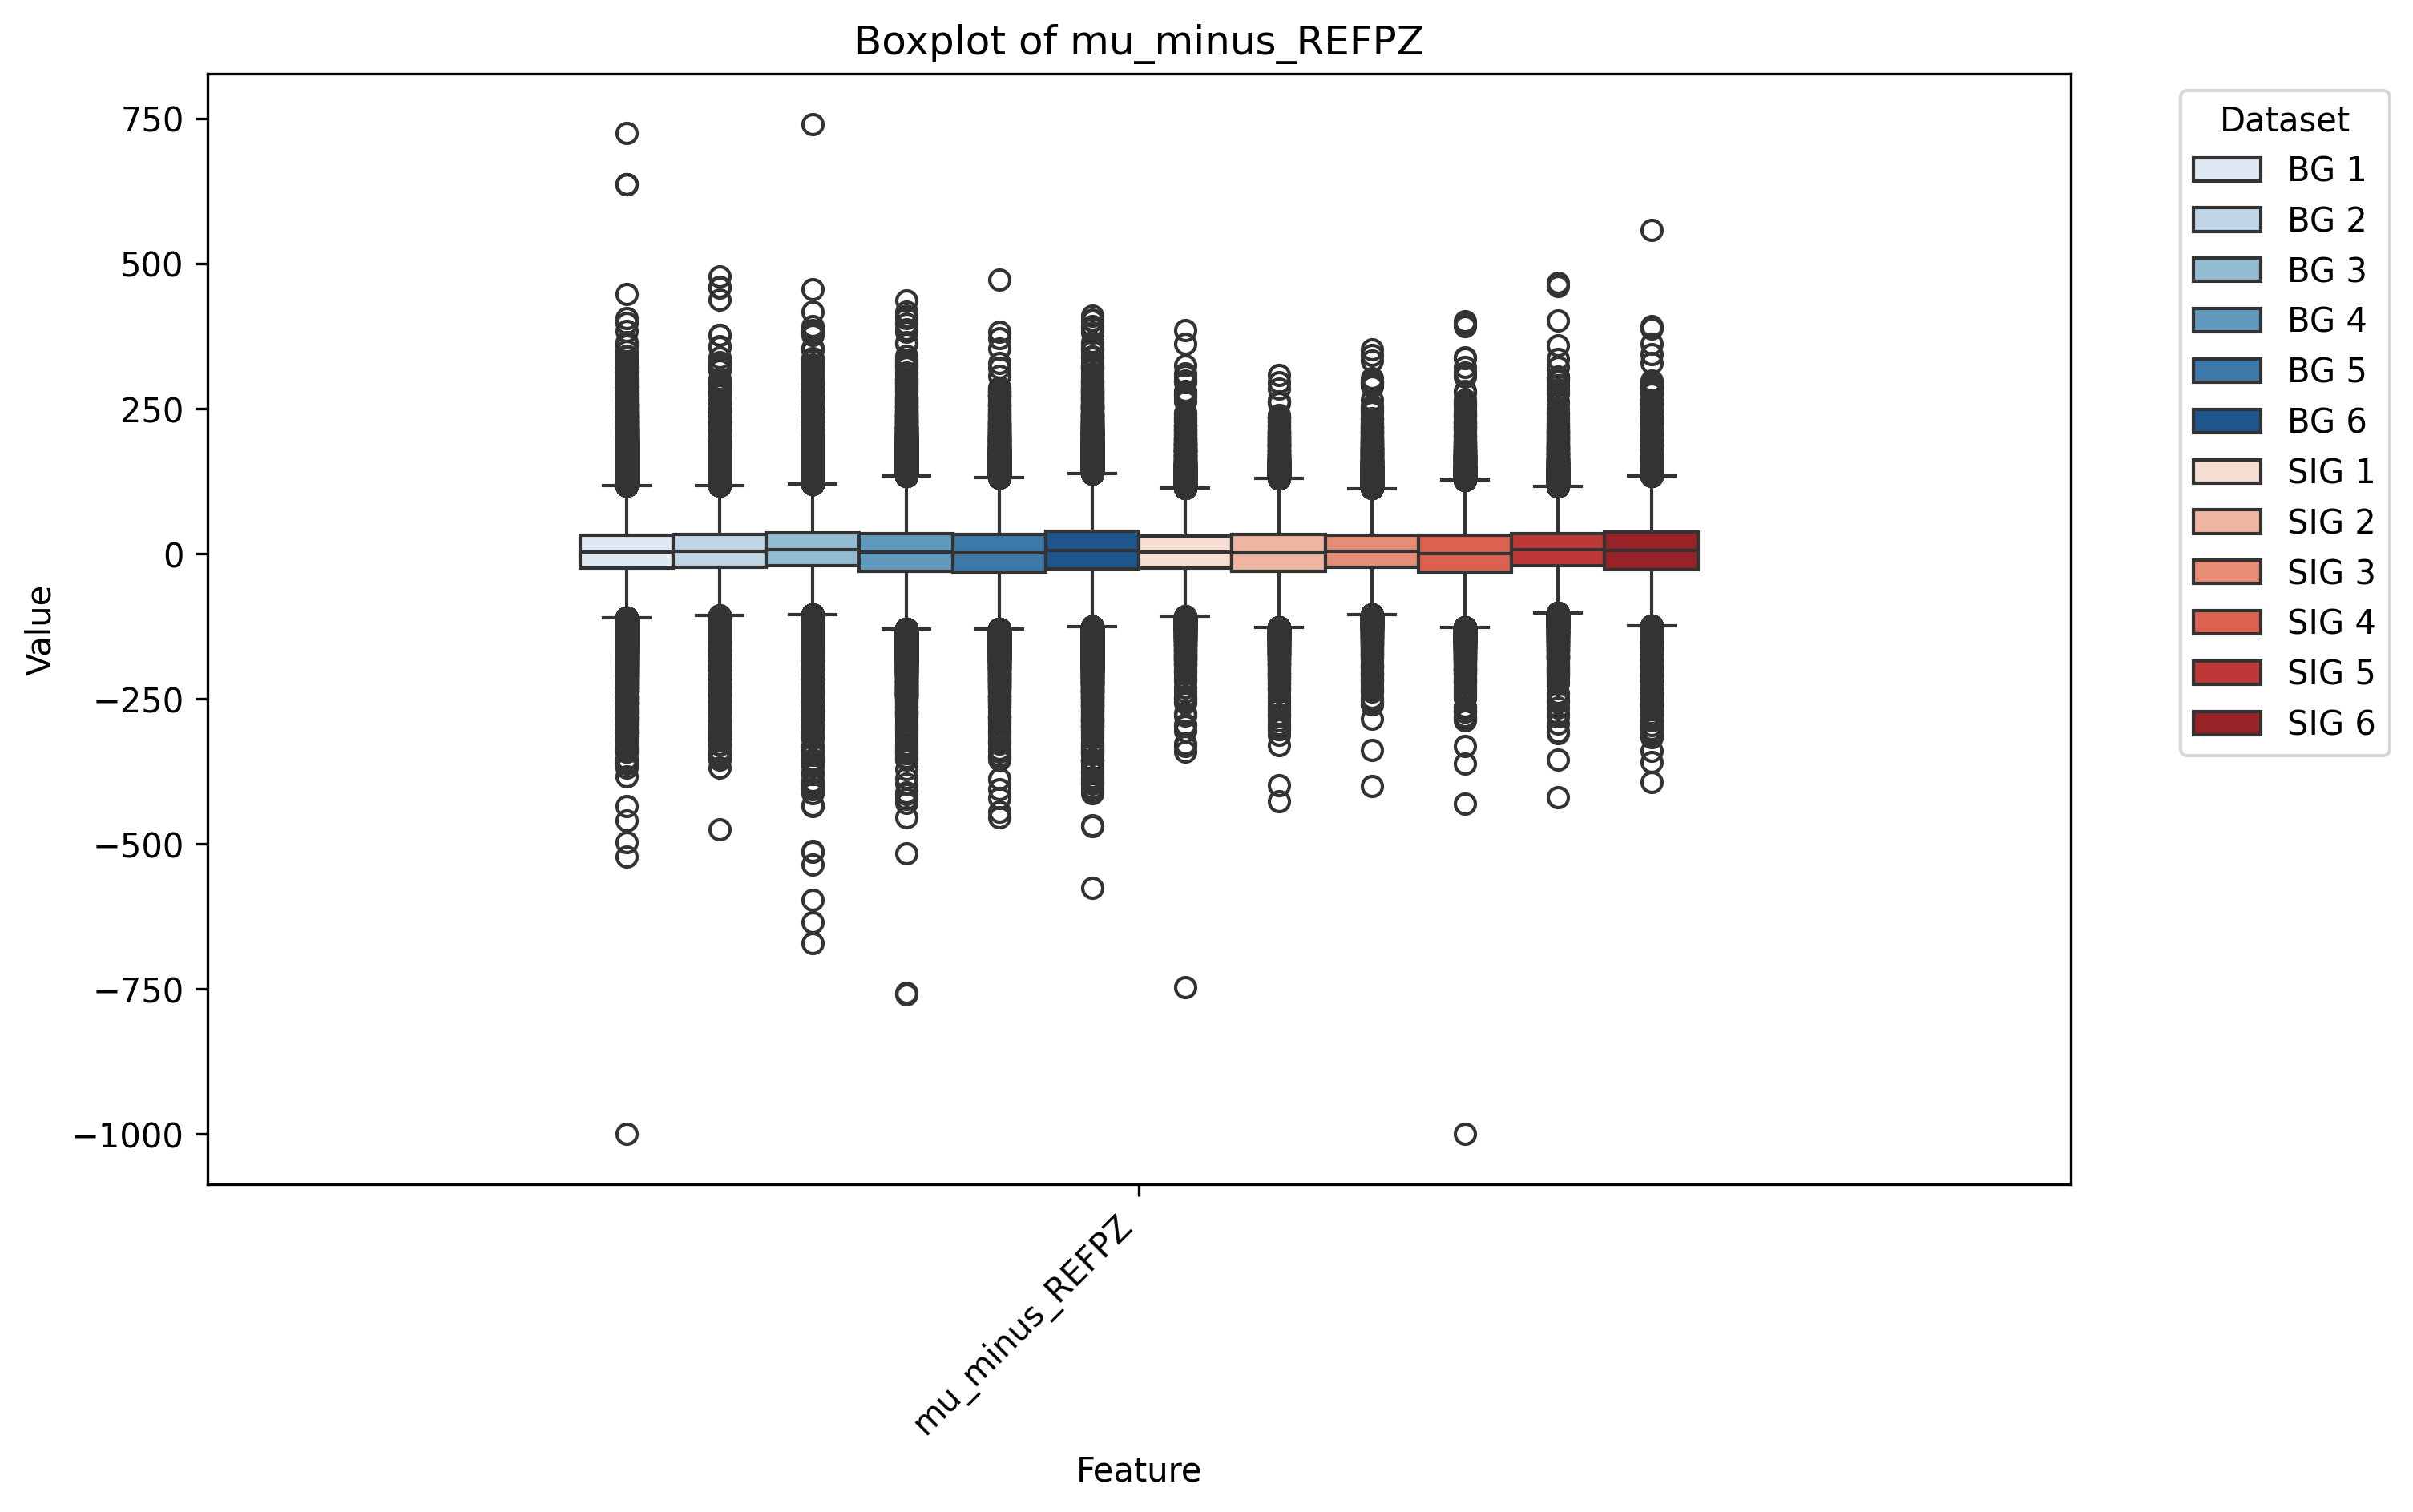 Boxplot of mu_minus_REFPZ
750
500
250
0
−250
−500
−750
−1000
Value
mu_minus_REFPZ
Feature
Dataset
BG 1
BG 2
BG 3
BG 4
BG 5
BG 6
SIG 1
SIG 2
SIG 3
SIG 4
SIG 5
SIG 6